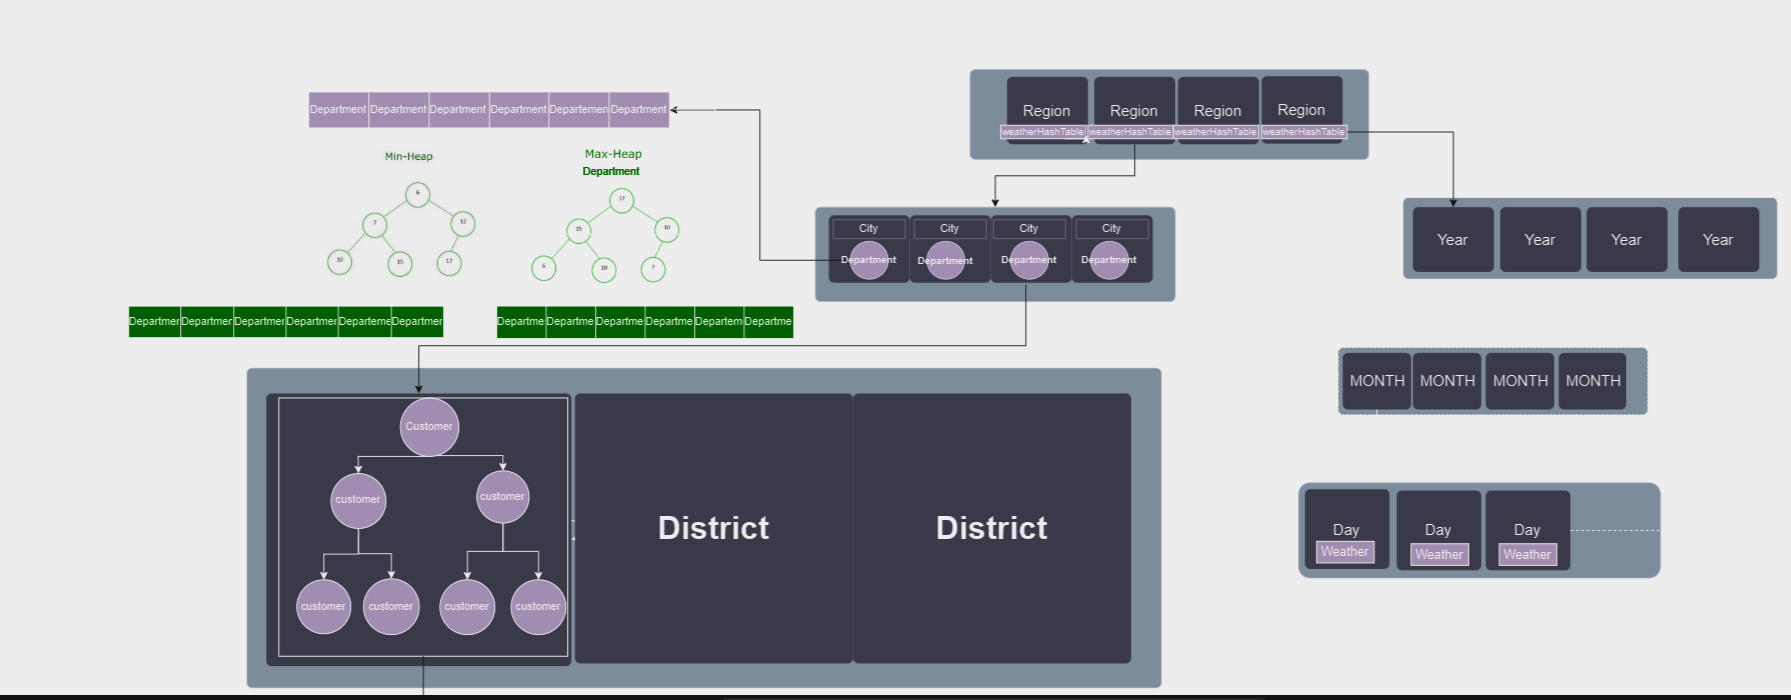 Department Department Department Department Departemen Department
Min-Heap
Max-Heap
Department
6
7
12
10
15
17
17
15
10
6
10
7
Departmer Departmer Departmer Departmer Departeme Departmer
Departme Departme Departme Departme Departem Departme
Region Region Region Region
weatherHashTable weatherHashTable weatherHashTable weatherHashTable
City City City City
Department Department Department Department
Year Year Year Year
MONTH MONTH MONTH MONTH
Day Day Day
Weather Weather Weather
Customer
customer customer
customer customer customer customer
District District